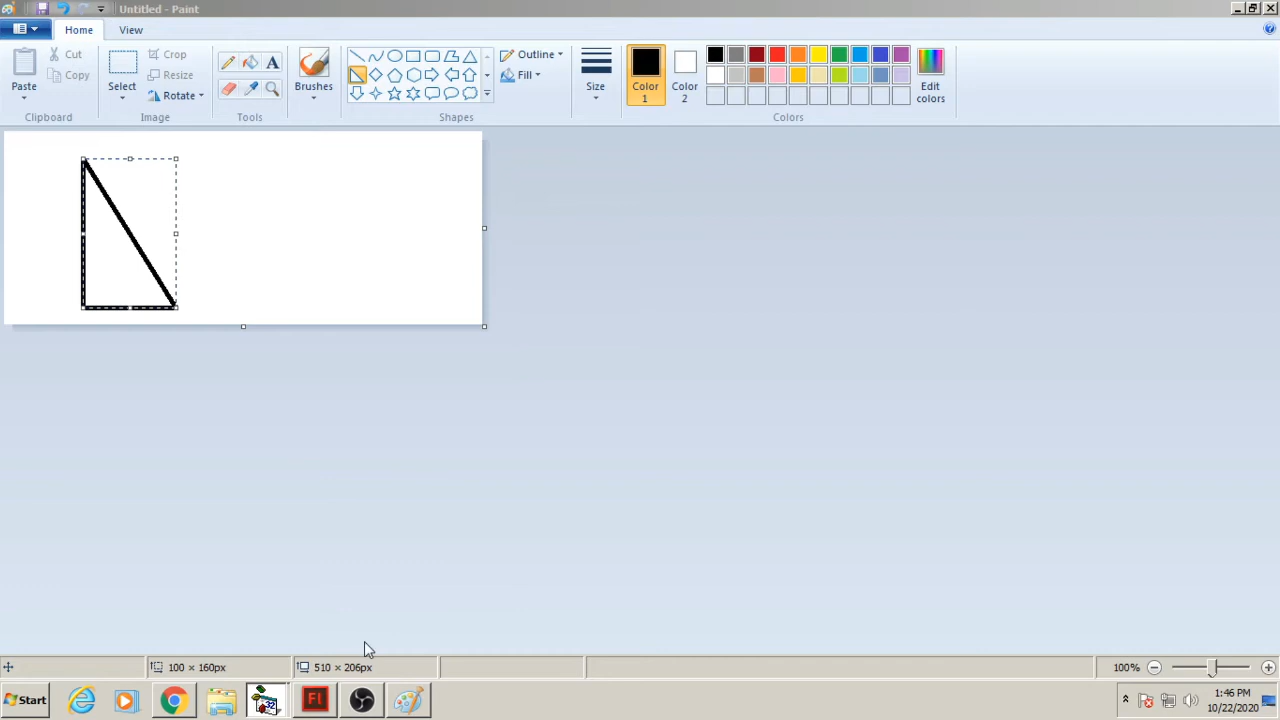 Untitled - Paint
Home View
Paste Cut Copy Clipboard
Select Crop Resize Rotate Image
Tools
Brushes
Shapes Outline Fill
Size
Color 1 Color 2 Edit colors Colors
100 × 160px 510 × 206px 100%
Start 32 Fl 1:46 PM
10/22/2020